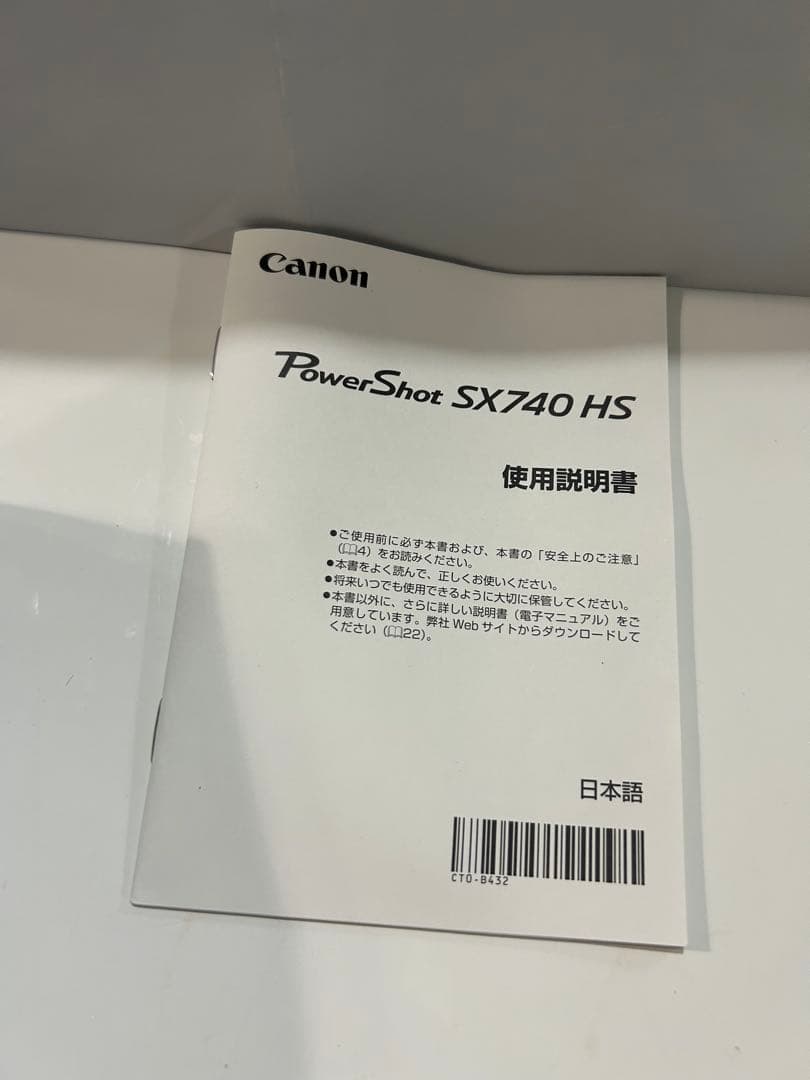 Canon
PowerShot SX740 HS
使用説明書
●ご使用前に必ず本書および、本書の「安全上のご注意」
（📖4）をお読みください。
●本書をよく読んで、正しくお使いください。
●将来いつでも使用できるように大切に保管してください。
●本書以外に、さらに詳しい説明書（電子マニュアル）をご
用意しています。弊社 Web サイトからダウンロードして
ください（📖22）。
日本語
CT0-B432